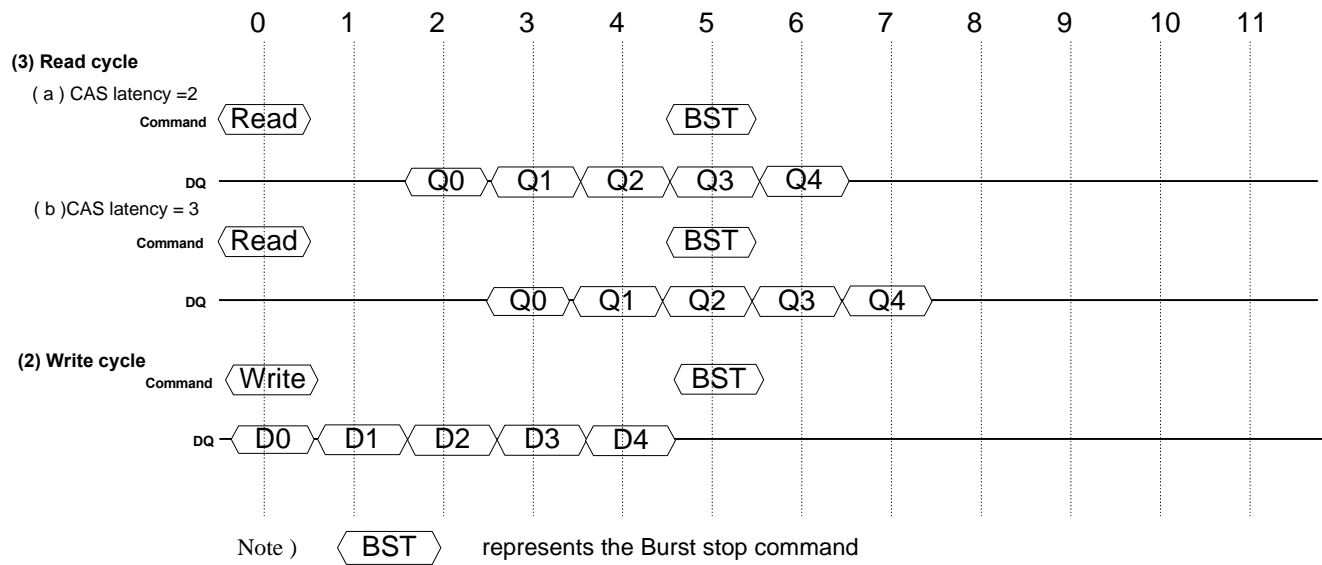 0 1 2 3 4 5 6 7 8 9 10 11
(3) Read cycle
( a ) CAS latency =2
Command Read BST
DQ Q0 Q1 Q2 Q3 Q4
( b )CAS latency = 3
Command Read BST
DQ Q0 Q1 Q2 Q3 Q4
(2) Write cycle
Command Write BST
DQ D0 D1 D2 D3 D4
Note ) BST represents the Burst stop command